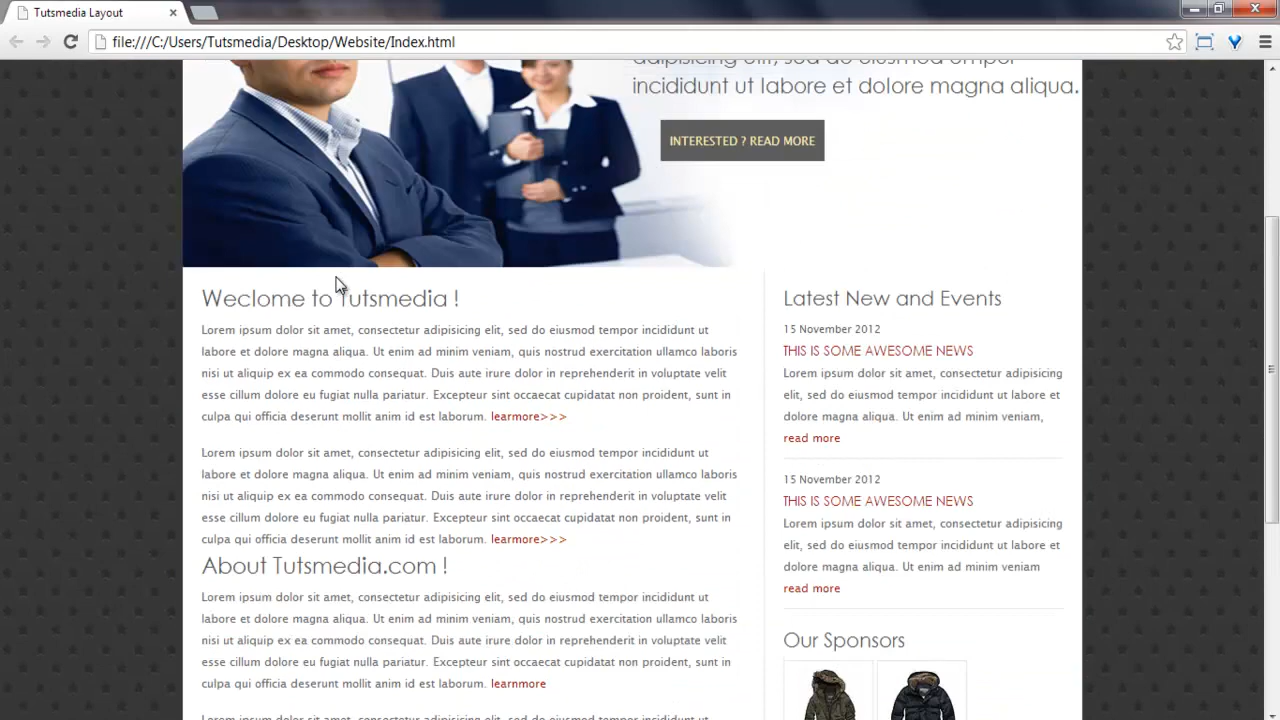 Tutsmedia Layout
file:///C:/Users/Tutsmedia/Desktop/Website/Index.html
adipisicing elit, sed do eiusmod tempor
incididunt ut labore et dolore magna aliqua.
INTERESTED ? READ MORE
Weclome to Tutsmedia !
Lorem ipsum dolor sit amet, consectetur adipisicing elit, sed do eiusmod tempor incididunt ut
labore et dolore magna aliqua. Ut enim ad minim veniam, quis nostrud exercitation ullamco laboris
nisi ut aliquip ex ea commodo consequat. Duis aute irure dolor in reprehenderit in voluptate velit
esse cillum dolore eu fugiat nulla pariatur. Excepteur sint occaecat cupidatat non proident, sunt in
culpa qui officia deserunt mollit anim id est laborum. learmore>>>
Lorem ipsum dolor sit amet, consectetur adipisicing elit, sed do eiusmod tempor incididunt ut
labore et dolore magna aliqua. Ut enim ad minim veniam, quis nostrud exercitation ullamco laboris
nisi ut aliquip ex ea commodo consequat. Duis aute irure dolor in reprehenderit in voluptate velit
esse cillum dolore eu fugiat nulla pariatur. Excepteur sint occaecat cupidatat non proident, sunt in
culpa qui officia deserunt mollit anim id est laborum. learmore>>>
About Tutsmedia.com !
Lorem ipsum dolor sit amet, consectetur adipisicing elit, sed do eiusmod tempor incididunt ut
labore et dolore magna aliqua. Ut enim ad minim veniam, quis nostrud exercitation ullamco laboris
nisi ut aliquip ex ea commodo consequat. Duis aute irure dolor in reprehenderit in voluptate velit
esse cillum dolore eu fugiat nulla pariatur. Excepteur sint occaecat cupidatat non proident, sunt in
culpa qui officia deserunt mollit anim id est laborum. learnmore
Latest New and Events
15 November 2012
THIS IS SOME AWESOME NEWS
Lorem ipsum dolor sit amet, consectetur adipisicing
elit, sed do eiusmod tempor incididunt ut labore et
dolore magna aliqua. Ut enim ad minim veniam,
read more
15 November 2012
THIS IS SOME AWESOME NEWS
Lorem ipsum dolor sit amet, consectetur adipisicing
elit, sed do eiusmod tempor incididunt ut labore et
dolore magna aliqua. Ut enim ad minim veniam
read more
Our Sponsors